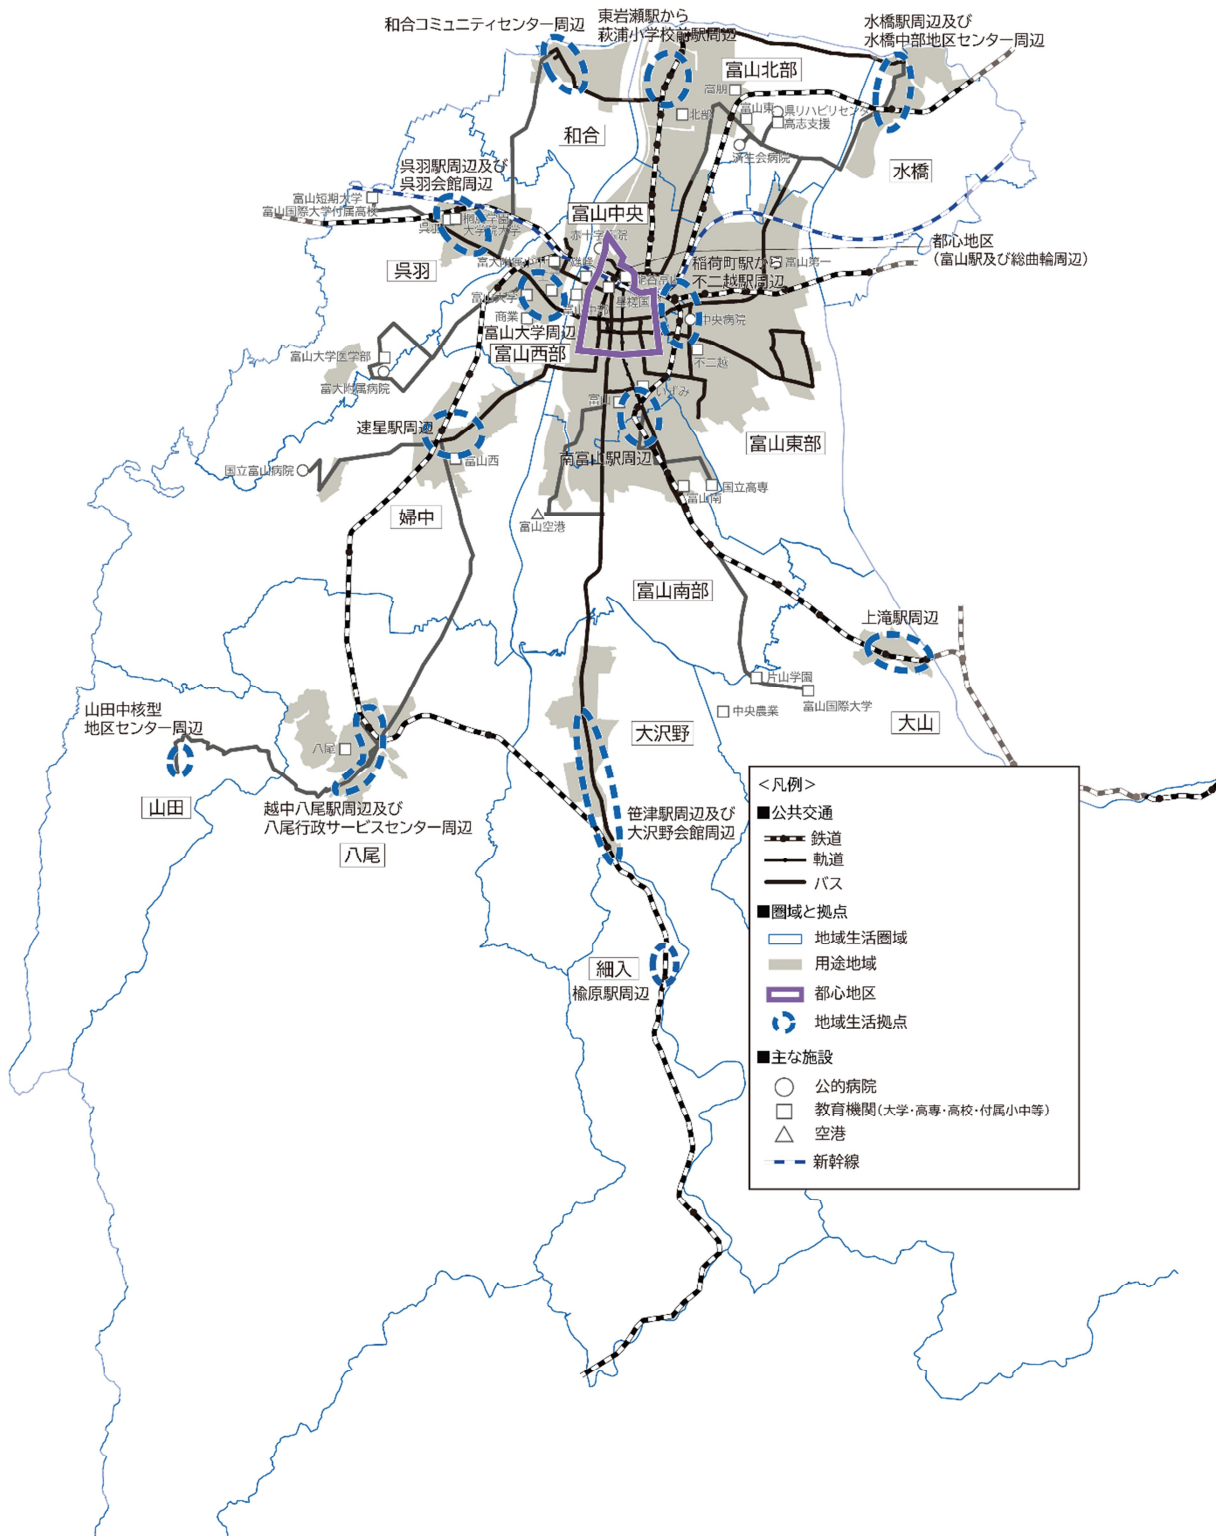 和合コミュニティセンター周辺
東岩瀬駅から
萩浦小学校前駅周辺
水橋駅周辺及び
水橋中部地区センター周辺
富山北部
北部
富山東
県リハビリセンタ
高志支援
済生会病院
和合
水橋
呉羽駅周辺及び
呉羽会館周辺
富山短期大学
富山国際大学付属高校
呉羽
富山中央
赤十字病院
都心地区
(富山駅及び総曲輪周辺)
稲荷町駅から
不二越駅周辺
富山第一
呉羽
富山大学
商業
富山大学周辺
富山西部
中央病院
不二越
富山大学医学部
富大附属病院
いずみ
富山
速星駅周辺
富山東部
南富山駅周辺
国立富山病院
富山西
国立高専
富山南
婦中
富山空港
富山南部
上滝駅周辺
片山学園
富山国際大学
中央農業
大山
山田中核型
地区センター周辺
大沢野
八尾
山田
越中八尾駅周辺及び
八尾行政サービスセンター周辺
八尾
笹津駅周辺及び
大沢野会館周辺
細入
楡原駅周辺
<凡例>
■公共交通
鉄道
軌道
バス
■圏域と拠点
地域生活圏域
用途地域
都心地区
地域生活拠点
■主な施設
公的病院
教育機関(大学・高専・高校・付属小中等)
空港
新幹線